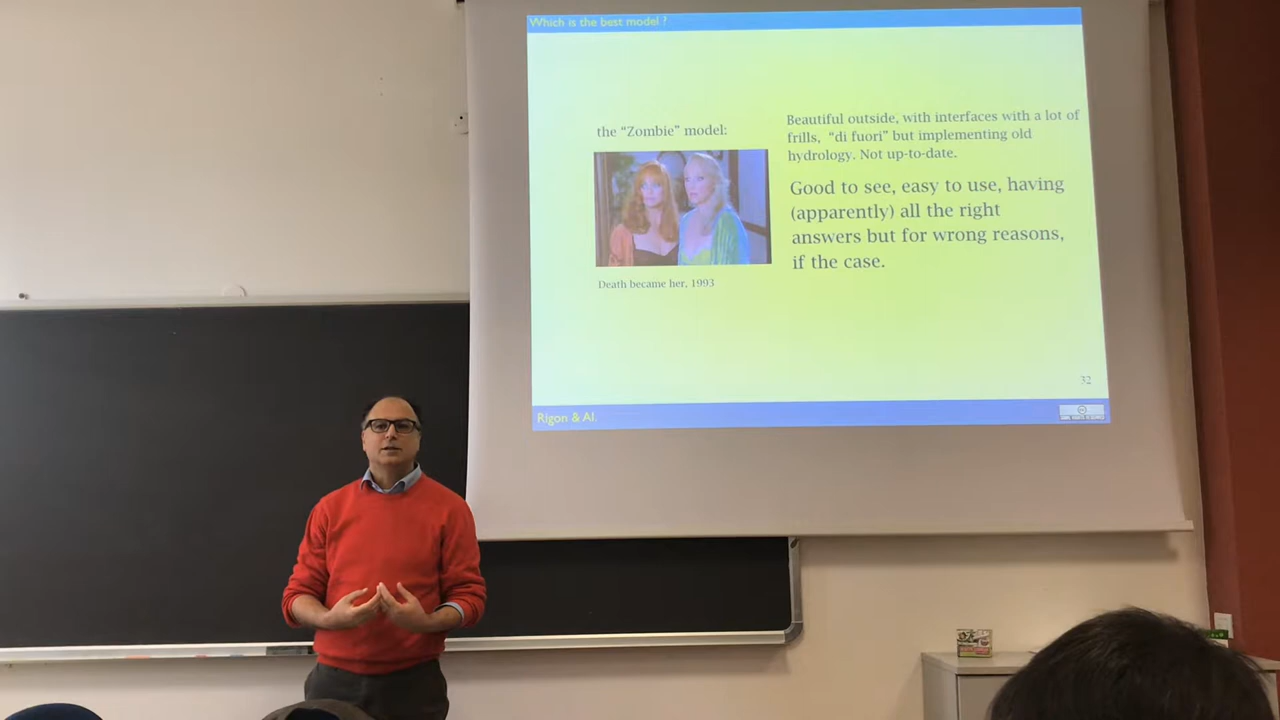 Which is the best model ?
the “Zombie” model:
Beautiful outside, with interfaces with a lot of
frills, “di fuori” but implementing old
hydrology. Not up-to-date.
Good to see, easy to use, having
(apparently) all the right
answers but for wrong reasons,
if the case.
Death became her, 1993
32
Rigon & Al.